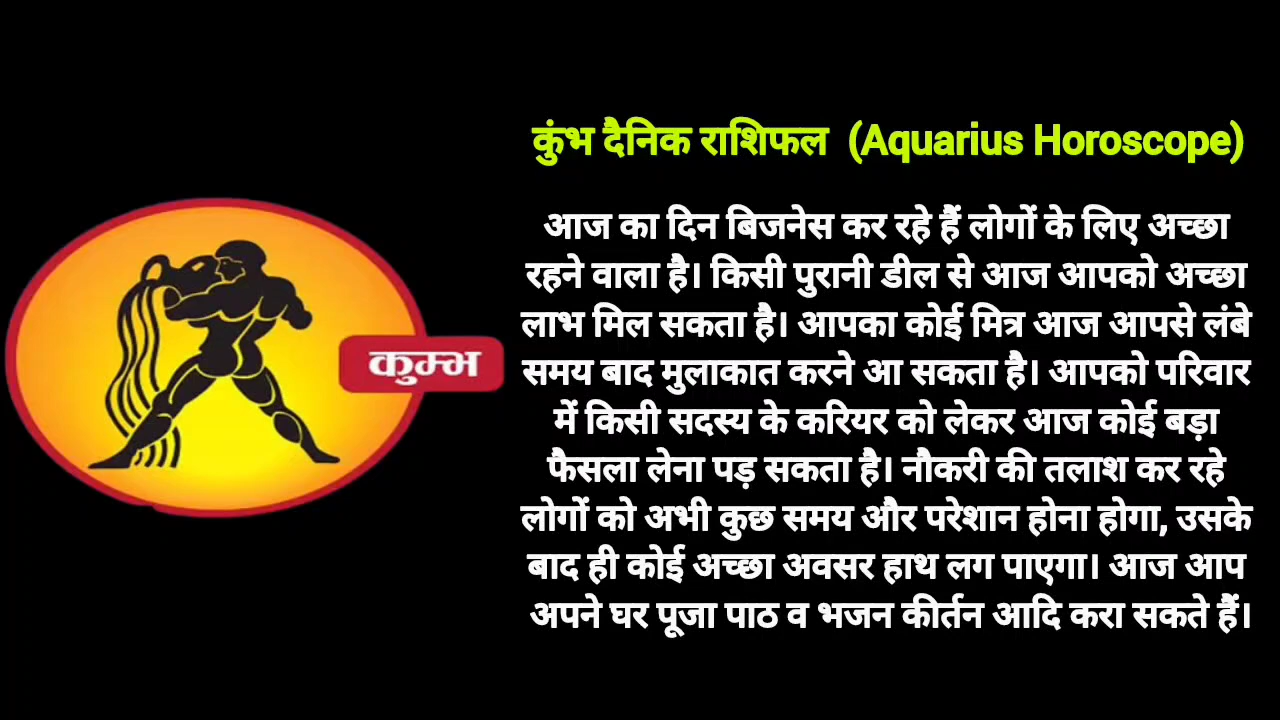 कुंभ दैनिक राशिफल (Aquarius Horoscope)
कुम्भ
आज का दिन बिजनेस कर रहे हैं लोगों के लिए अच्छा
रहने वाला है। किसी पुरानी डील से आज आपको अच्छा
लाभ मिल सकता है। आपका कोई मित्र आज आपसे लंबे
समय बाद मुलाकात करने आ सकता है। आपको परिवार
में किसी सदस्य के करियर को लेकर आज कोई बड़ा
फैसला लेना पड़ सकता है। नौकरी की तलाश कर रहे
लोगों को अभी कुछ समय और परेशान होना होगा, उसके
बाद ही कोई अच्छा अवसर हाथ लग पाएगा। आज आप
अपने घर पूजा पाठ व भजन कीर्तन आदि करा सकते हैं।